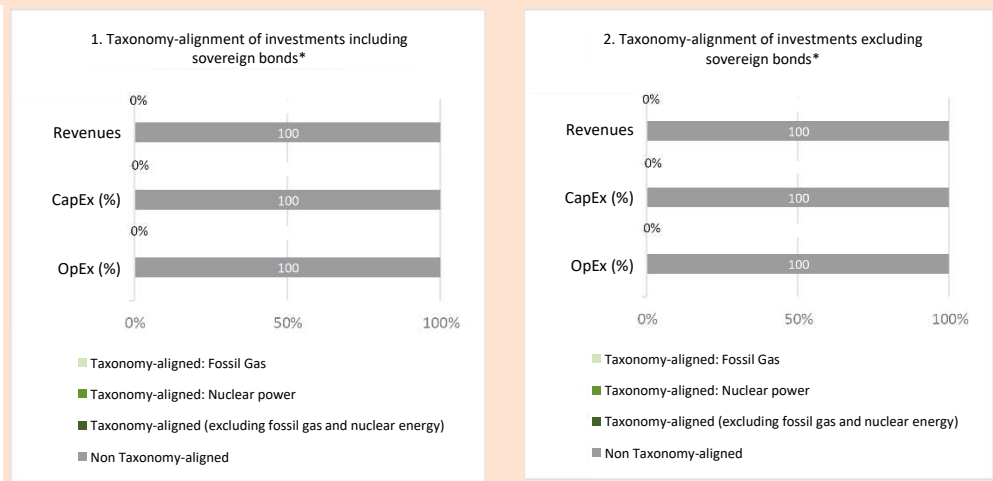 1. Taxonomy-alignment of investments including
sovereign bonds*
0%
Revenues
100
0%
CapEx (%)
100
0%
OpEx (%)
100
0%
50%
100%
Taxonomy-aligned: Fossil Gas
Taxonomy-aligned: Nuclear power
Taxonomy-aligned (excluding fossil gas and nuclear energy)
Non Taxonomy-aligned
2. Taxonomy-alignment of investments excluding
sovereign bonds*
0%
Revenues
100
0%
CapEx (%)
100
0%
OpEx (%)
100
0%
50%
100%
Taxonomy-aligned: Fossil Gas
Taxonomy-aligned: Nuclear power
Taxonomy-aligned (excluding fossil gas and nuclear energy)
Non Taxonomy-aligned